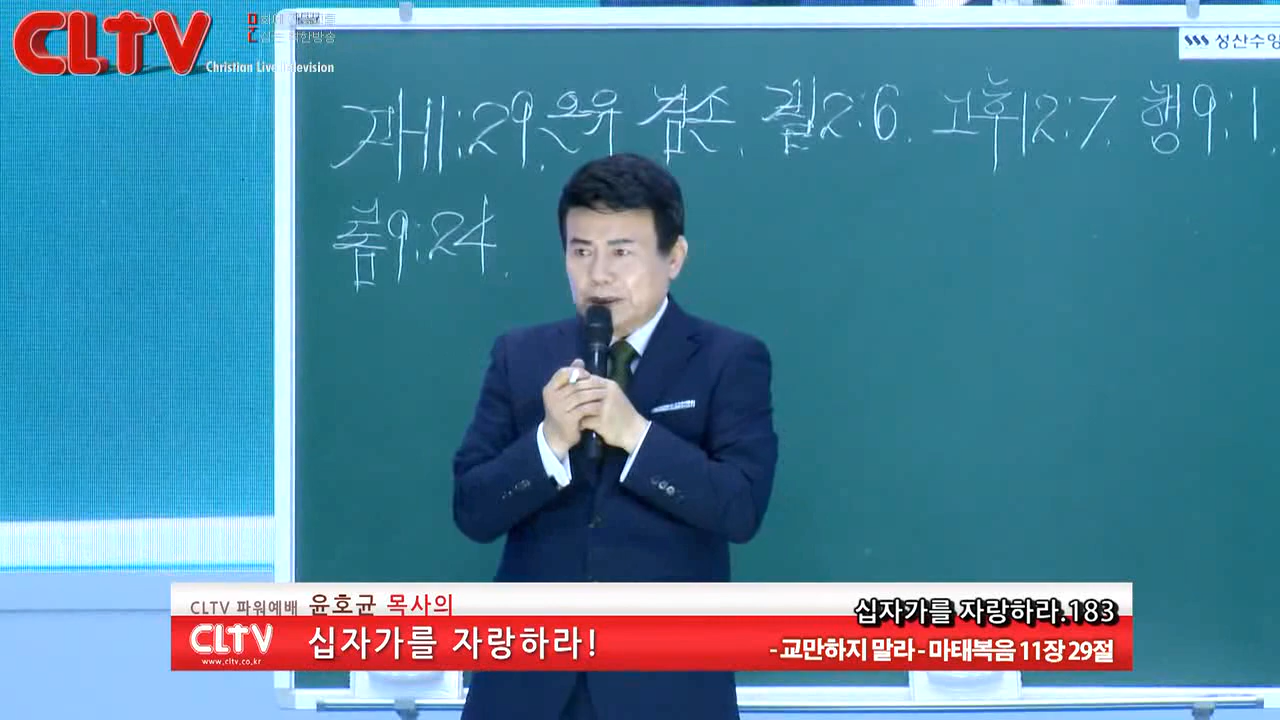 CLTV
Christian Live Television
성산수양
마11:29. 온유 겸손. 빌2:6. 고후12:7. 행9:1.
롬9:24.
CLTV 파워예배 윤호균 목사의
십자가를 자랑하라.183
CLTV
www.cltv.co.kr
십자가를 자랑하라!
- 교만하지 말라 - 마태복음 11장 29절